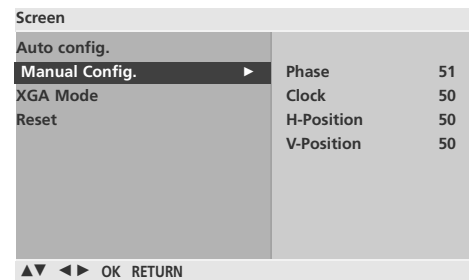 Screen
Auto config.
Manual Config. ►
XGA Mode
Reset
Phase 51
Clock 50
H-Position 50
V-Position 50
▲▼ ◄► OK RETURN